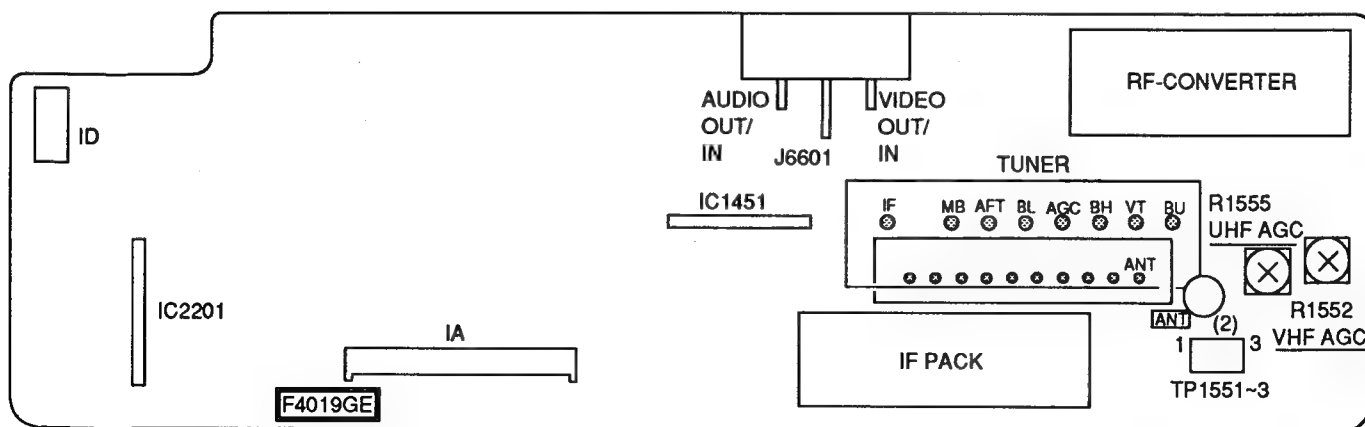 RF-CONVERTER
AUDIO
OUT/
IN
VIDEO
OUT/
IN
J6601
ID
TUNER
IC1451
IF MB AFT BL AGC BH VT BU
ANT
R1555
UHF AGC
R1552
VHF AGC
ANT
1 (2) 3
TP1551~3
IC2201
IA
IF PACK
F4019GE